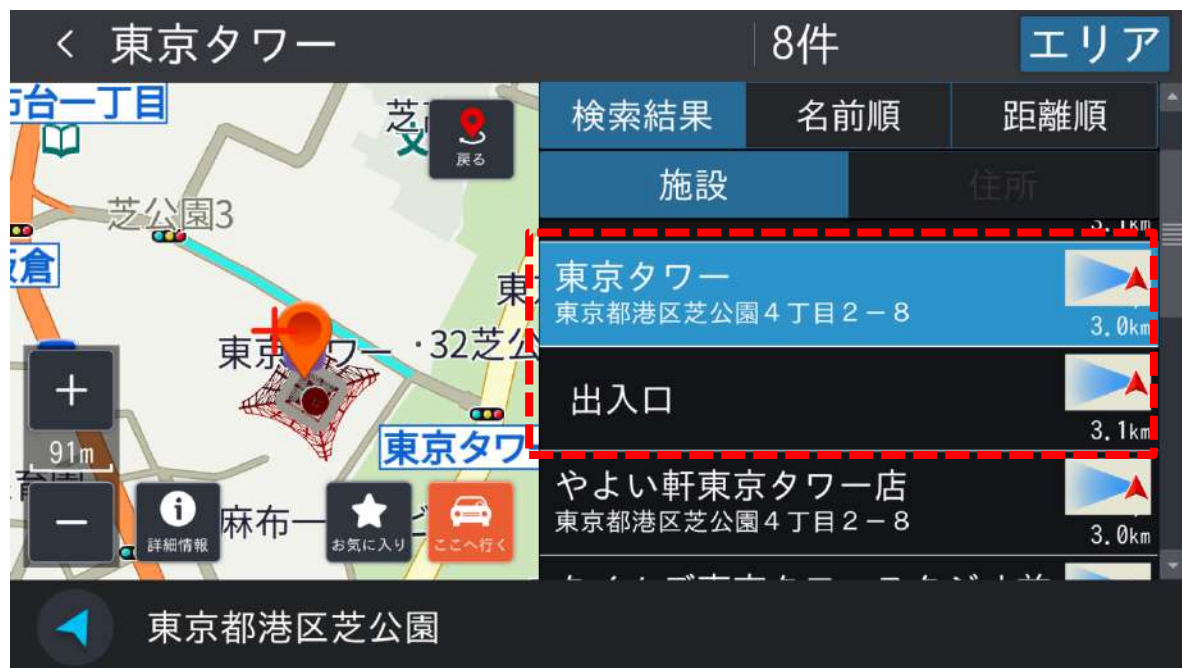 東京タワー
8件
エリア
検索結果
名前順
距離順
施設
住所
東京タワー
東京都港区芝公園4丁目2-8
3.0km
出入口
3.1km
やよい軒東京タワー店
東京都港区芝公園4丁目2-8
3.0km
台一丁目
戻る
芝公園3
倉
東京タワー
・32芝公
東京タワ
91m
麻布一
詳細情報
お気に入り
ここへ行く
東京都港区芝公園